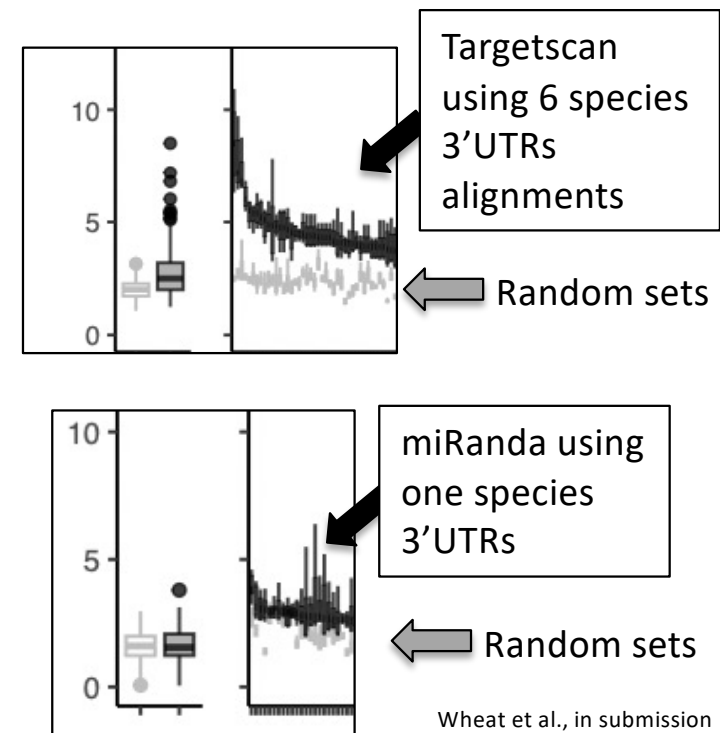 Targetscan
using 6 species
3’UTRs
alignments
10
5
0
Random sets
miRanda using
one species
3’UTRs
10
5
0
Random sets
Wheat et al., in submission